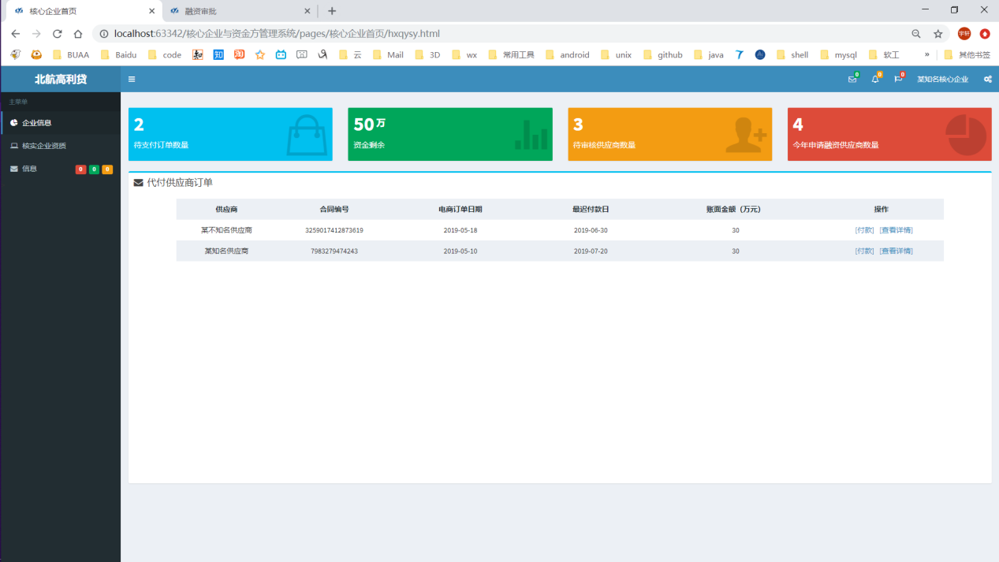 核心企业首页
融资审批
localhost:63342/核心企业与资金方管理系统/pages/核心企业首页/hxqysy.html
宇轩
BUAA Baidu code 知 淘 云 Mail 3D wx 常用工具 android unix github java shell mysql 软工 » 其他书签
北航高利贷
0 0 0 某知名核心企业
主菜单
企业信息
核实企业资质
信息 0 0 0
2
待支付订单数量
50万
资金剩余
3
待审核供应商数量
4
今年申请融资供应商数量
代付供应商订单
供应商 合同编号 电商订单日期 最迟付款日 账面金额（万元） 操作
某不知名供应商 3259017412873619 2019-05-18 2019-06-30 30 [付款] [查看详情]
某知名供应商 7983279474243 2019-05-10 2019-07-20 30 [付款] [查看详情]